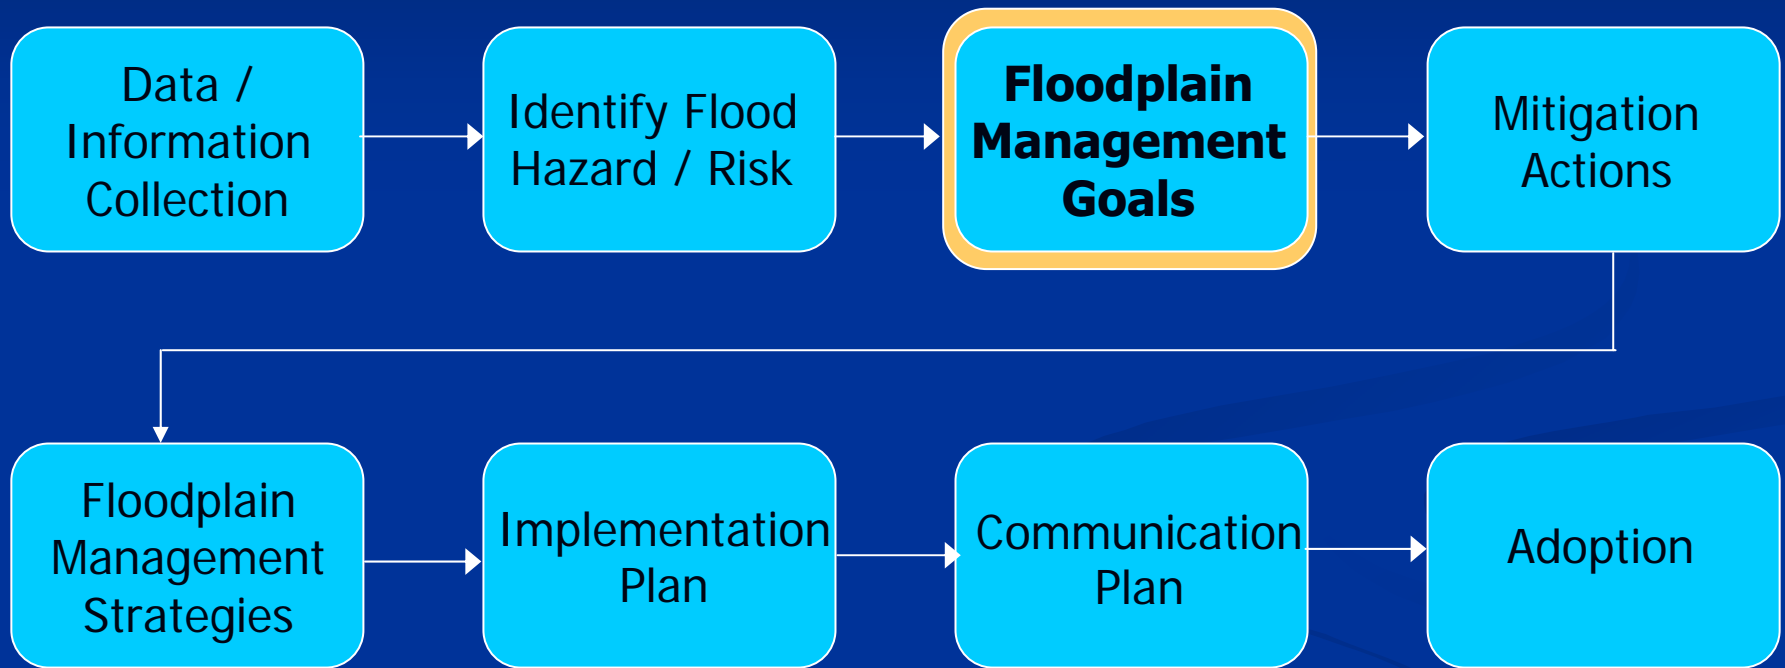 Data /
Information
Collection
Identify Flood
Hazard / Risk
Floodplain
Management
Goals
Mitigation
Actions
Floodplain
Management
Strategies
Implementation
Plan
Communication
Plan
Adoption